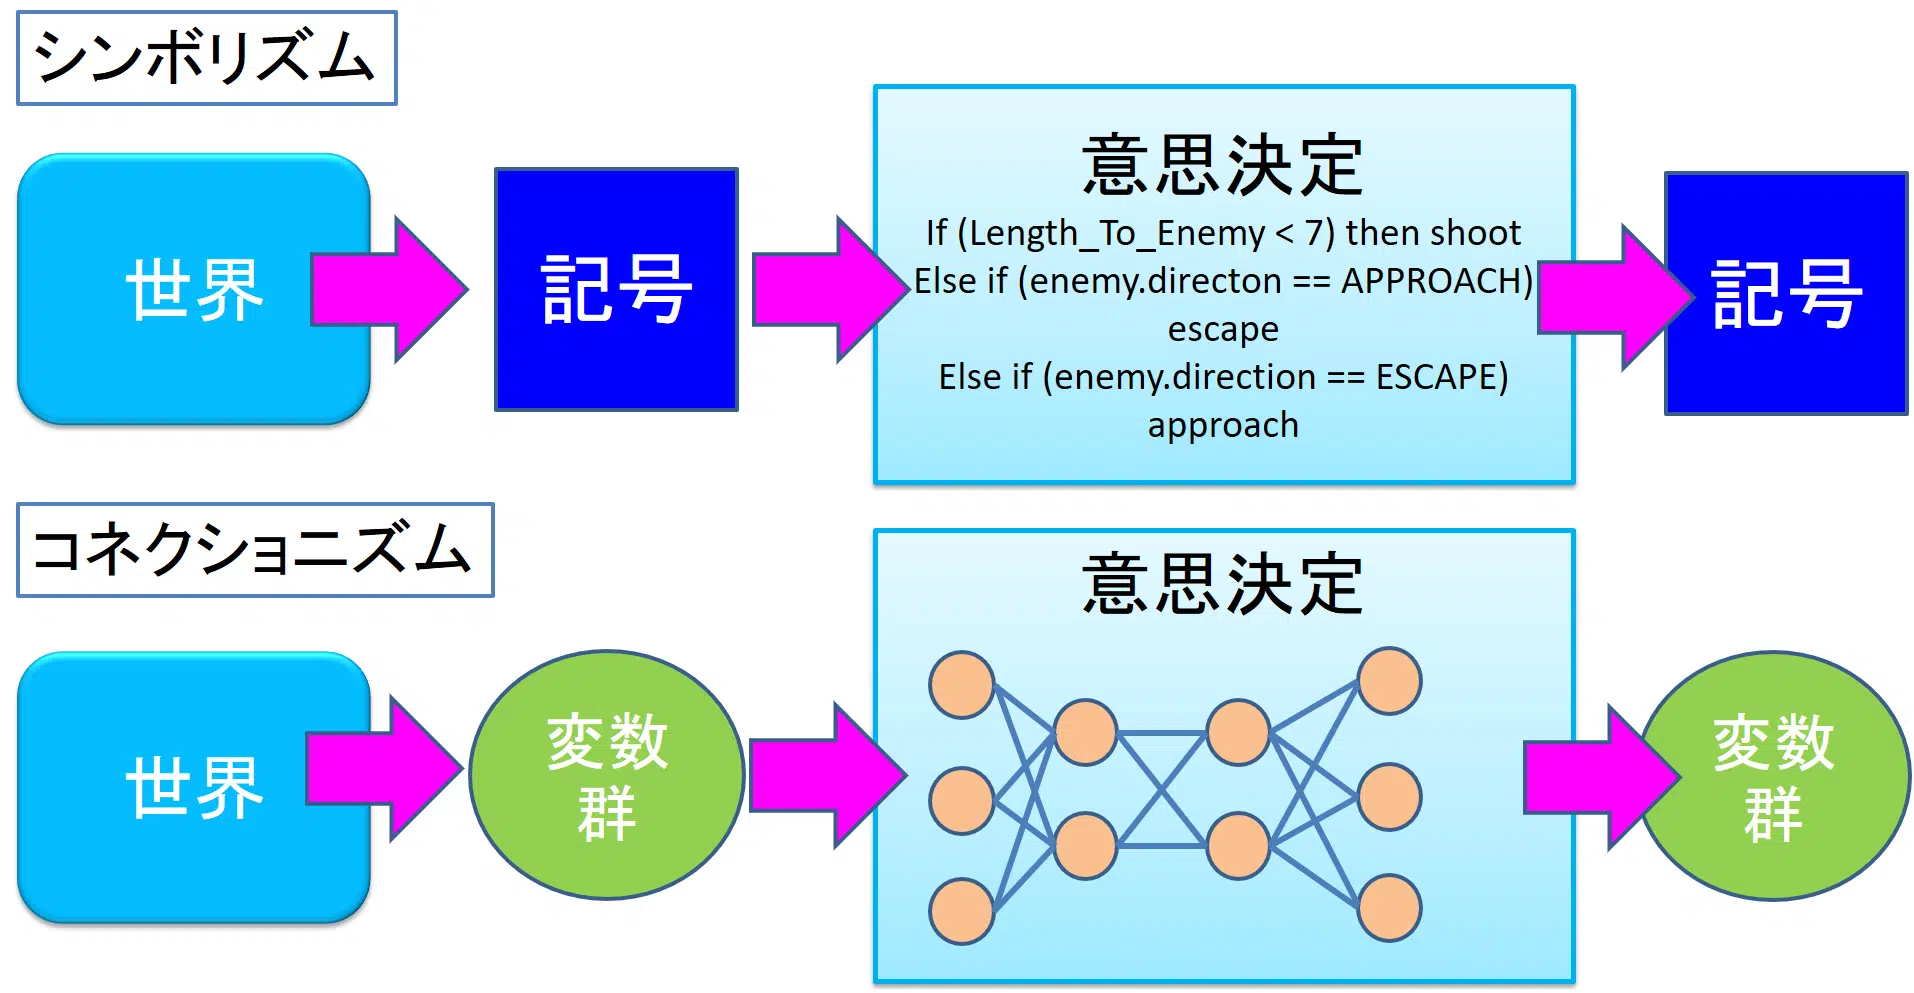 シンボリズム
世界
記号
意思決定
If (Length_To_Enemy < 7) then shoot
Else if (enemy.directon == APPROACH)
escape
Else if (enemy.direction == ESCAPE)
approach
記号
コネクショニズム
世界
変数
群
意思決定
変数
群